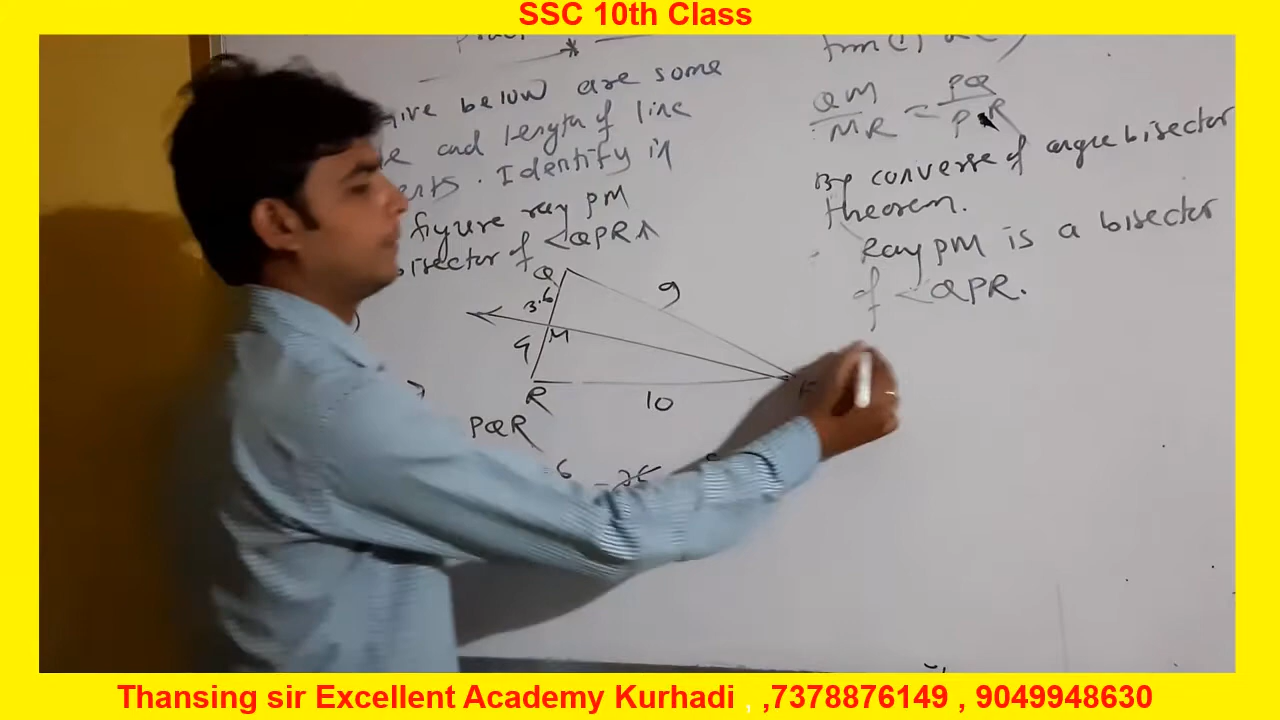 SSC 10th Class
give below are some
and length of line
Identify in
figure ray PM
bisector of <QPR
Q
9
3.6
M
R
10
PQR
6
QM/MR = PQ/PR
By converse of angle bisector
theorem.
Ray PM is a bisector
of <QPR.
Thansing sir Excellent Academy Kurhadi , ,7378876149 , 9049948630